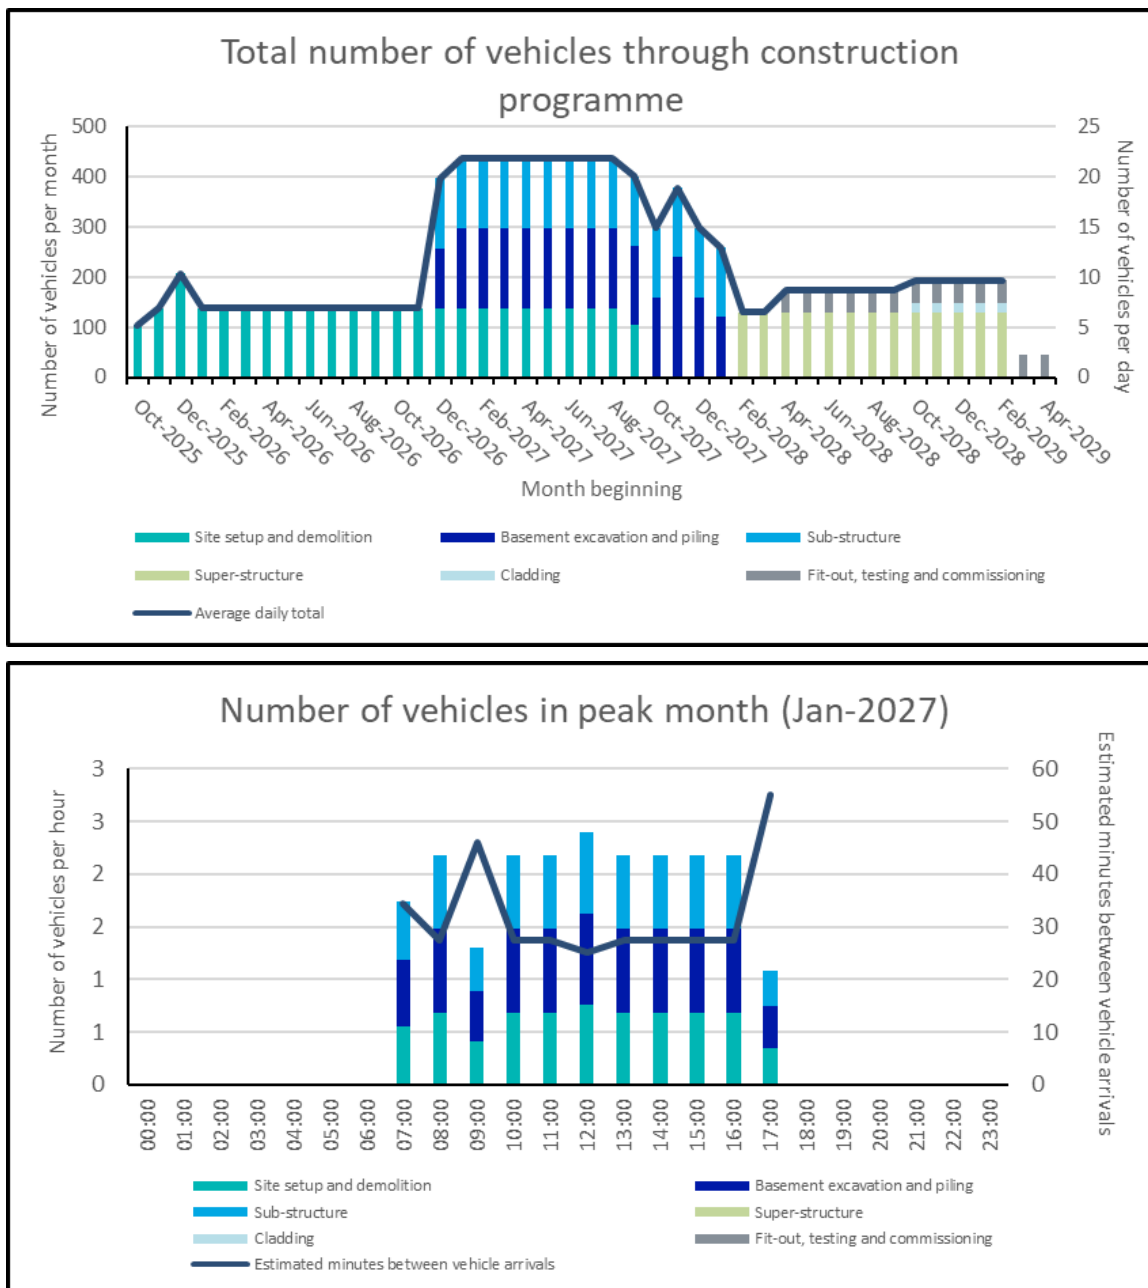 Total number of vehicles through construction
programme
Number of vehicles per month
500
400
300
200
100
0
25
20
15
10
5
0
Number of vehicles per day
Oct-2025
Dec-2025
Feb-2026
Apr-2026
Jun-2026
Aug-2026
Oct-2026
Dec-2026
Feb-2027
Apr-2027
Jun-2027
Aug-2027
Oct-2027
Dec-2027
Feb-2028
Apr-2028
Jun-2028
Aug-2028
Oct-2028
Dec-2028
Feb-2029
Apr-2029
Month beginning
Site setup and demolition
Basement excavation and piling
Sub-structure
Super-structure
Cladding
Fit-out, testing and commissioning
Average daily total
Number of vehicles in peak month (Jan-2027)
Number of vehicles per hour
3
3
2
2
1
1
0
60
50
40
30
20
10
0
Estimated minutes between vehicle arrivals
00:00
01:00
02:00
03:00
04:00
05:00
06:00
07:00
08:00
09:00
10:00
11:00
12:00
13:00
14:00
15:00
16:00
17:00
18:00
19:00
20:00
21:00
22:00
23:00
Site setup and demolition
Basement excavation and piling
Sub-structure
Super-structure
Cladding
Fit-out, testing and commissioning
Estimated minutes between vehicle arrivals